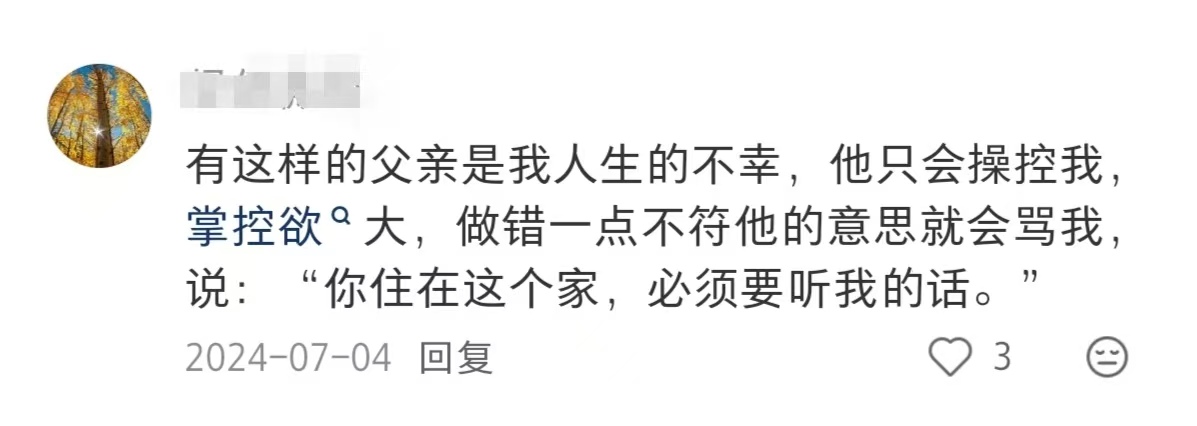 有这样的父亲是我人生的不幸，他只会操控我，
掌控欲大，做错一点不符他的意思就会骂我，
说：“你住在这个家，必须要听我的话。”
2024-07-04 回复 3